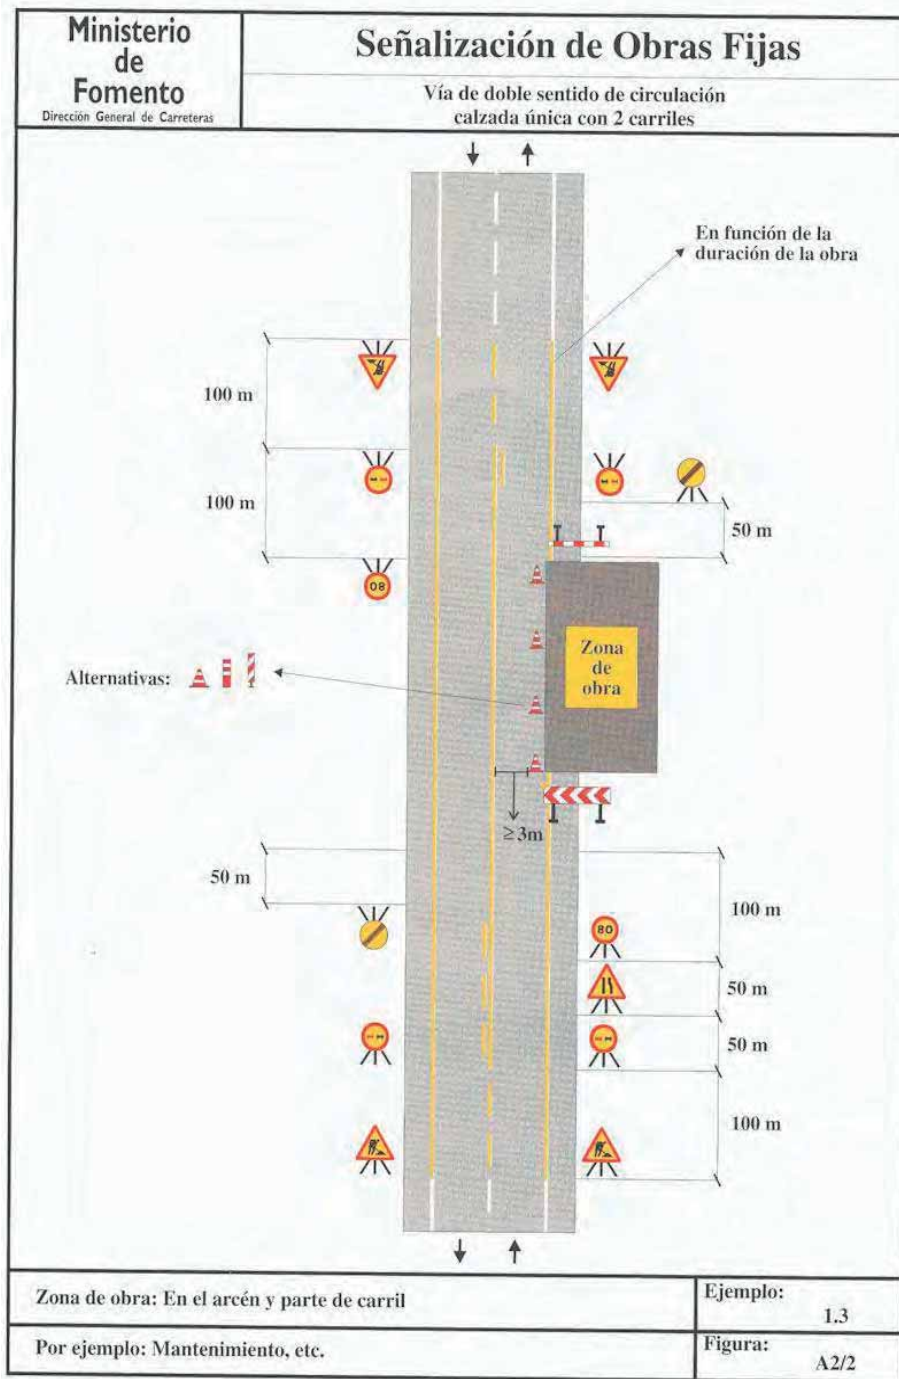 Ministerio
de
Fomento
Dirección General de Carreteras
Señalización de Obras Fijas
Vía de doble sentido de circulación
calzada única con 2 carriles
En función de la
duración de la obra
100 m
100 m
50 m
80
Alternativas:
Zona
de
obra
≥3m
50 m
100 m
80
50 m
50 m
100 m
Zona de obra: En el arcén y parte de carril
Ejemplo:
1.3
Por ejemplo: Mantenimiento, etc.
Figura:
A2/2